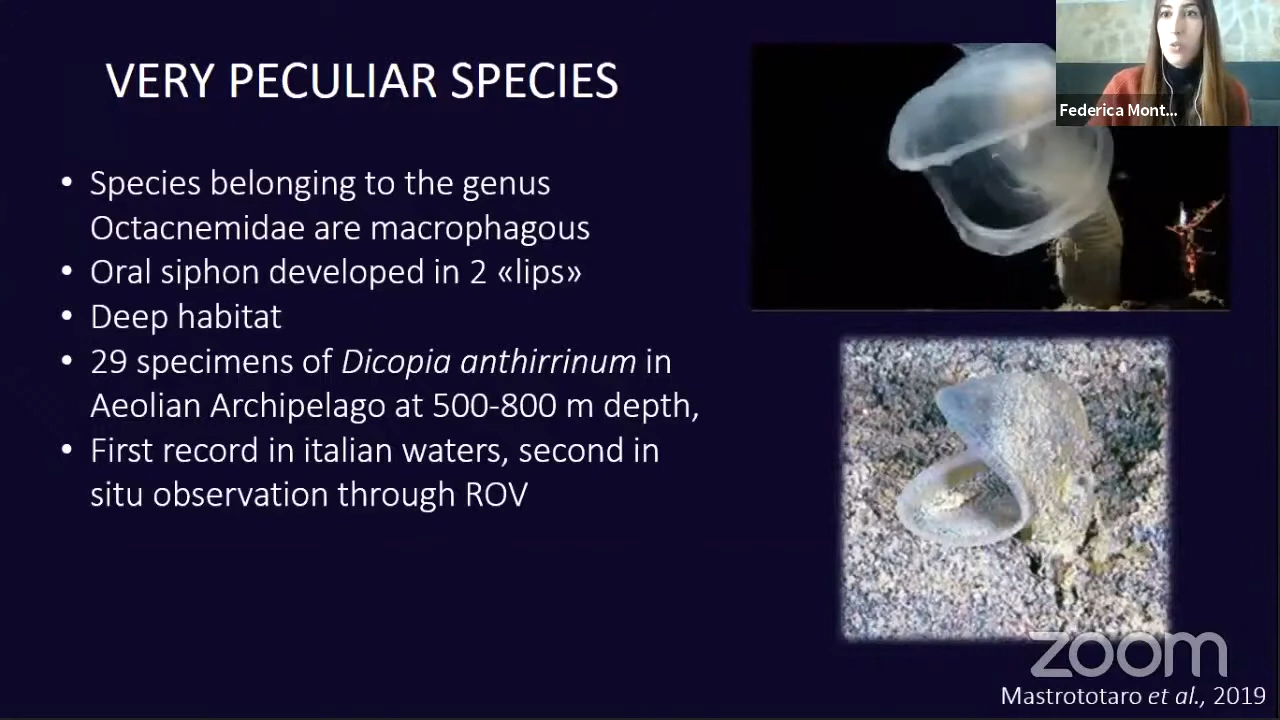 VERY PECULIAR SPECIES
Federica Mont...
• Species belonging to the genus
Octacnemidae are macrophagous
• Oral siphon developed in 2 «lips»
• Deep habitat
• 29 specimens of Dicopia anthirrinum in
Aeolian Archipelago at 500-800 m depth,
• First record in italian waters, second in
situ observation through ROV
zoom
Mastrototaro et al., 2019